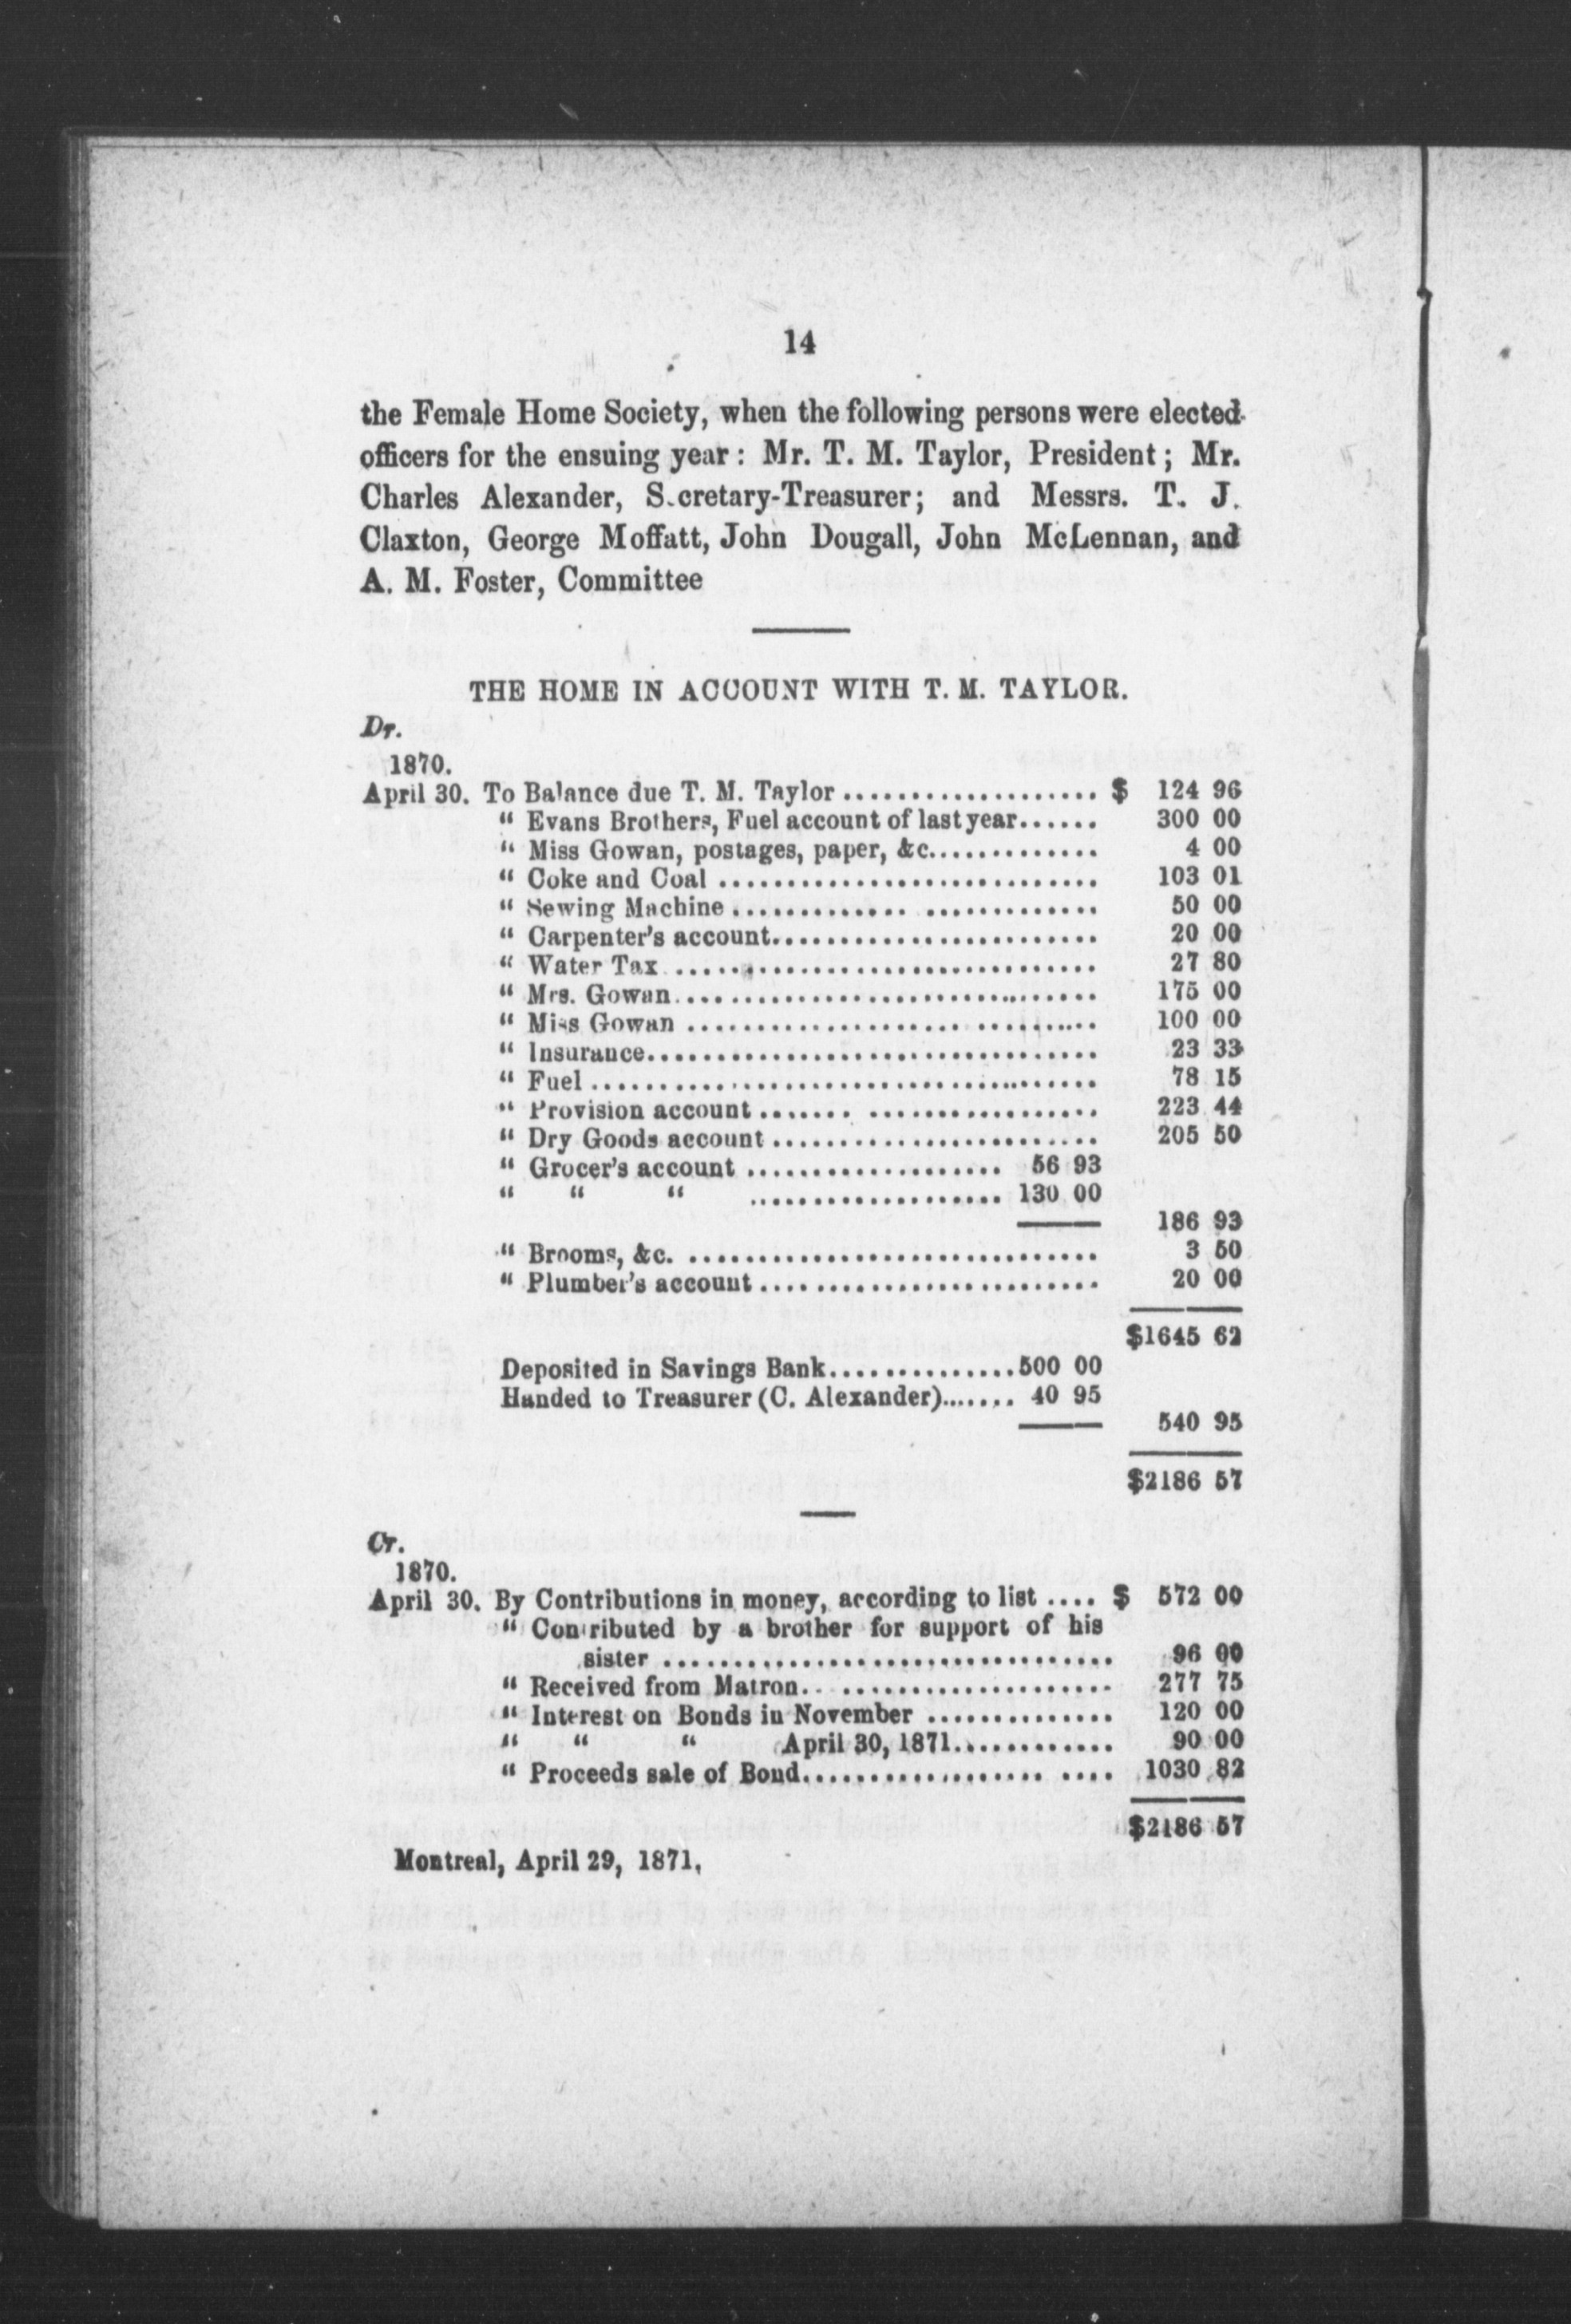 14
the Female Home Society, when the following persons were elected
officers for the ensuing year : Mr. T. M. Taylor, President ; Mr.
Charles Alexander, S.cretary-Treasurer; and Messrs. T. J.
Claxton, George Moffatt, John Dougall, John McLennan, and
A. M. Foster, Committee
THE HOME IN ACCOUNT WITH T. M. TAYLOR.
Dr.
1870.
April 30. To Balance due T. M. Taylor ................... $ 124 96
" Evans Brothers, Fuel account of last year...... 300 00
" Miss Gowan, postages, paper, &c............. 4 00
" Coke and Coal ............................ 103 01
" Sewing Machine ............. ............. 50 00
" Carpenter's account........................ 20 00
" Water Tax ................................ 27 80
" Mrs. Gowan............................... 175 00
" Miss Gowan .................... .......... 100 00
" Insurance................................. 23 33
" Fuel ..................................... 78 15
" Provision account ....... ................. 223 44
" Dry Goods account ........................ 205 50
" Grocer's account ................... 56 93
" " " ................... 130 00
186 93
" Brooms, &c. .............................. 3 50
" Plumber's account ......................... 20 00
$1645 62
Deposited in Savings Bank..............500 00
Handed to Treasurer (C. Alexander)....... 40 95
540 95
$2186 57
Cr.
1870.
April 30. By Contributions in money, according to list .... $ 572 00
" Contributed by a brother for support of his
sister ................................. 96 00
" Received from Matron.. .................... 277 75
" Interest on Bonds in November .............. 120 00
" " " April 30, 1871............ 90 00
" Proceeds sale of Bond.................. .... 1030 82
$2186 57
Montreal, April 29, 1871.